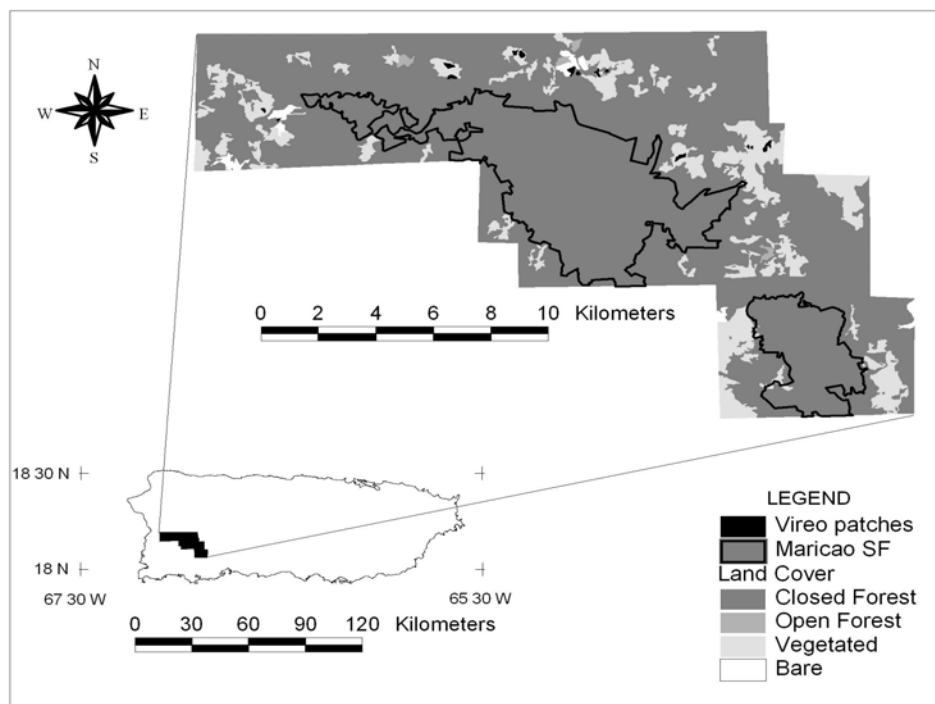 N
W E
S
0 2 4 6 8 10 Kilometers
18 30 N
18 N
67 30 W 65 30 W
0 30 60 90 120 Kilometers
LEGEND
Vireo patches
Maricao SF
Land Cover
Closed Forest
Open Forest
Vegetated
Bare